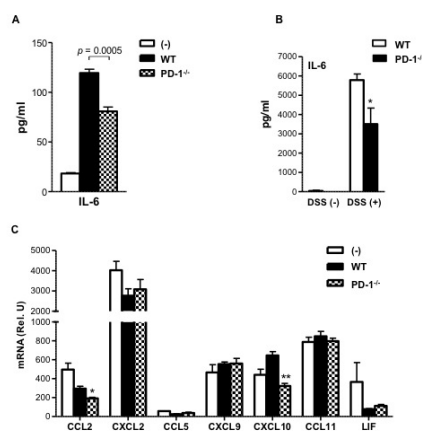 A
150
100
50
0
pg/ml
p = 0.0005
IL-6
(-)
WT
PD-1-/-
B
7000
6000
5000
4000
3000
2000
1000
0
pg/ml
IL-6
*
DSS (-) DSS (+)
WT
PD-1-/
C
5000
4000
3000
2000
1000
800
600
400
200
0
mRNA (Rel. U)
(-)
WT
PD-1-/-
* **
CCL2 CXCL2 CCL5 CXCL9 CXCL10 CCL11 LIF